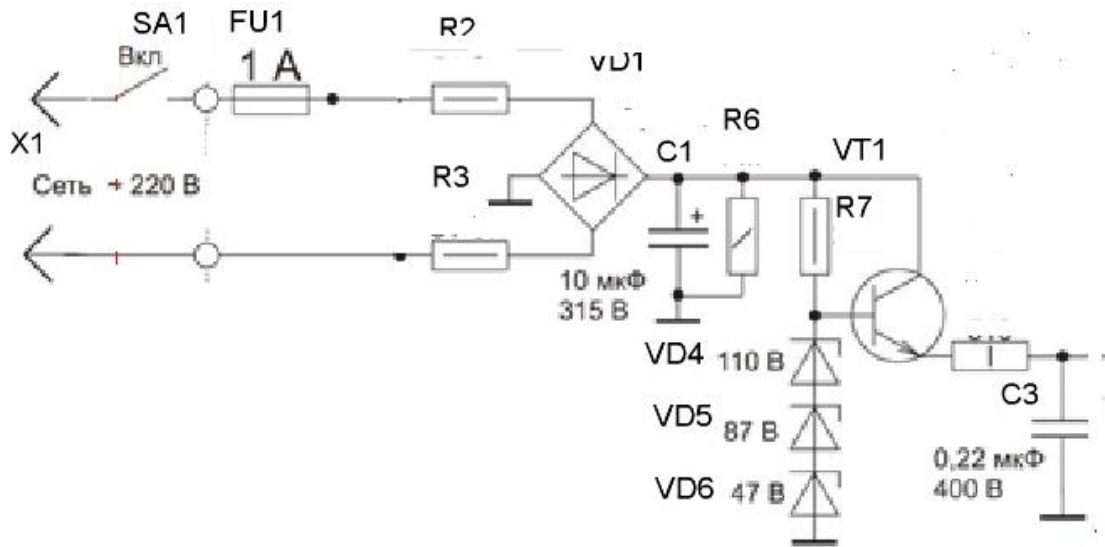 SA1
FU1
R2
Вкл
1 А
VD1
X1
Сеть
220 В
R3
C1
R6
VT1
R7
+
10 мкФ
315 В
VD4
110 В
VD5
87 В
VD6
47 В
C3
0,22 мкФ
400 В